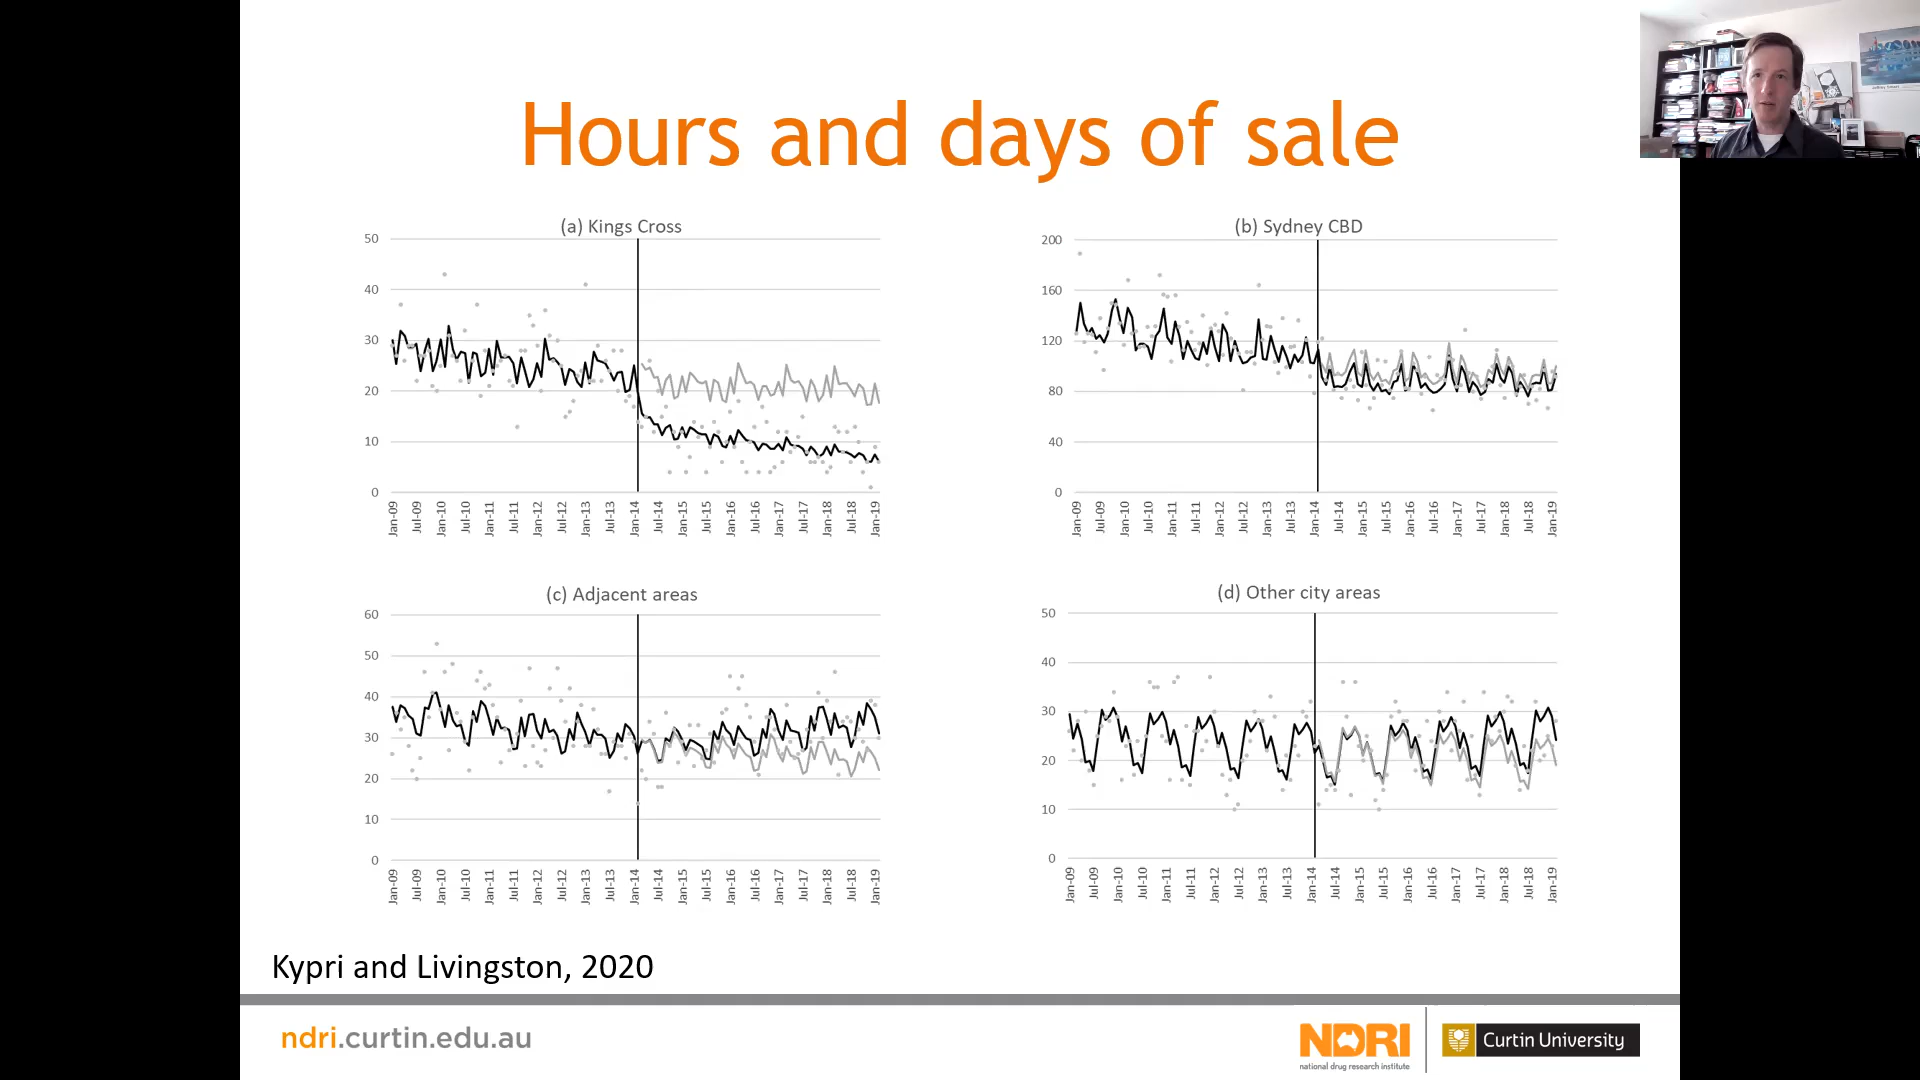 Hours and days of sale
(a) Kings Cross
50
40
30
20
10
0
Jan-09 Jul-09 Jan-10 Jul-10 Jan-11 Jul-11 Jan-12 Jul-12 Jan-13 Jul-13 Jan-14 Jul-14 Jan-15 Jul-15 Jan-16 Jul-16 Jan-17 Jul-17 Jan-18 Jul-18 Jan-19
(b) Sydney CBD
200
160
120
80
40
0
Jan-09 Jul-09 Jan-10 Jul-10 Jan-11 Jul-11 Jan-12 Jul-12 Jan-13 Jul-13 Jan-14 Jul-14 Jan-15 Jul-15 Jan-16 Jul-16 Jan-17 Jul-17 Jan-18 Jul-18 Jan-19
(c) Adjacent areas
60
50
40
30
20
10
0
Jan-09 Jul-09 Jan-10 Jul-10 Jan-11 Jul-11 Jan-12 Jul-12 Jan-13 Jul-13 Jan-14 Jul-14 Jan-15 Jul-15 Jan-16 Jul-16 Jan-17 Jul-17 Jan-18 Jul-18 Jan-19
(d) Other city areas
50
40
30
20
10
0
Jan-09 Jul-09 Jan-10 Jul-10 Jan-11 Jul-11 Jan-12 Jul-12 Jan-13 Jul-13 Jan-14 Jul-14 Jan-15 Jul-15 Jan-16 Jul-16 Jan-17 Jul-17 Jan-18 Jul-18 Jan-19
Kypri and Livingston, 2020
ndri.curtin.edu.au
NDRI
national drug research institute
Curtin University